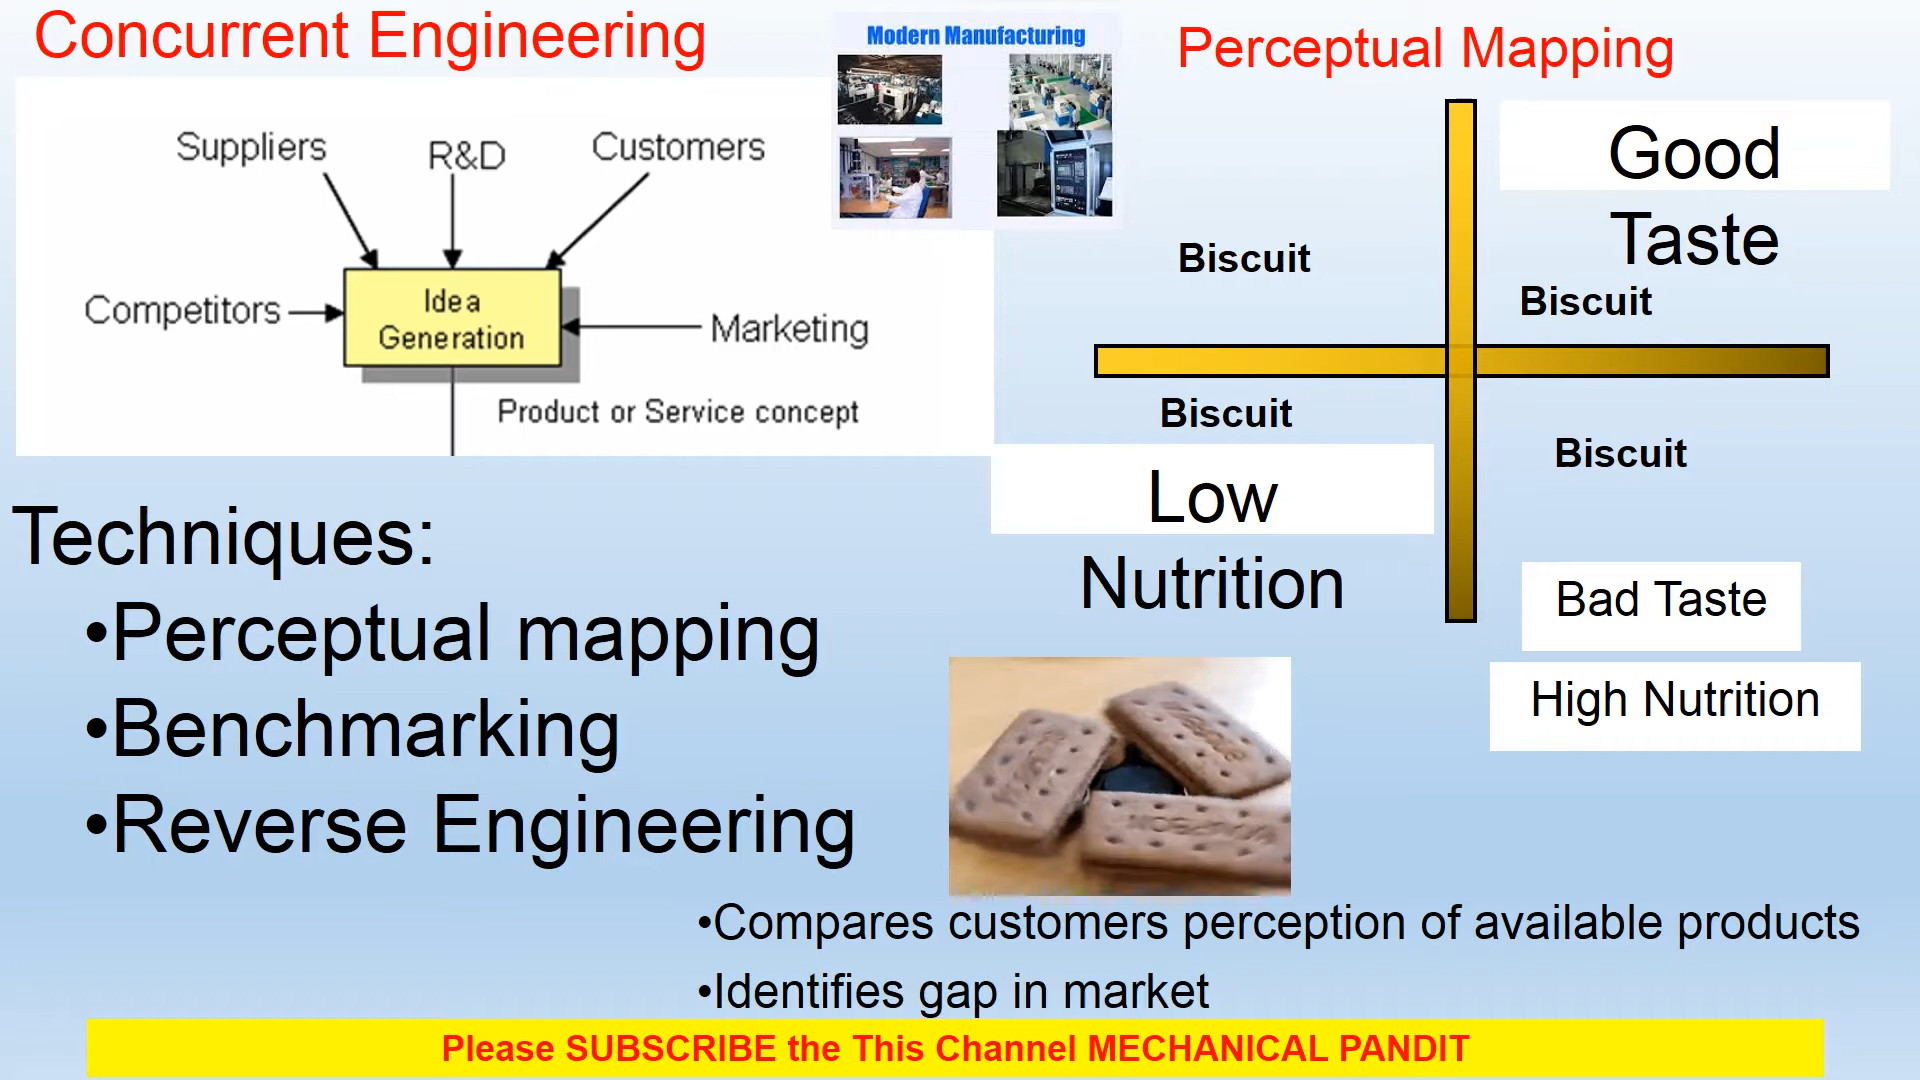 Concurrent Engineering
Modern Manufacturing
Perceptual Mapping
Suppliers
R&D
Customers
Competitors
Idea
Generation
Marketing
Product or Service concept
Good
Taste
Biscuit
Biscuit
Biscuit
Biscuit
Low
Nutrition
Bad Taste
High Nutrition
Techniques:
•Perceptual mapping
•Benchmarking
•Reverse Engineering
•Compares customers perception of available products
•Identifies gap in market
Please SUBSCRIBE the This Channel MECHANICAL PANDIT